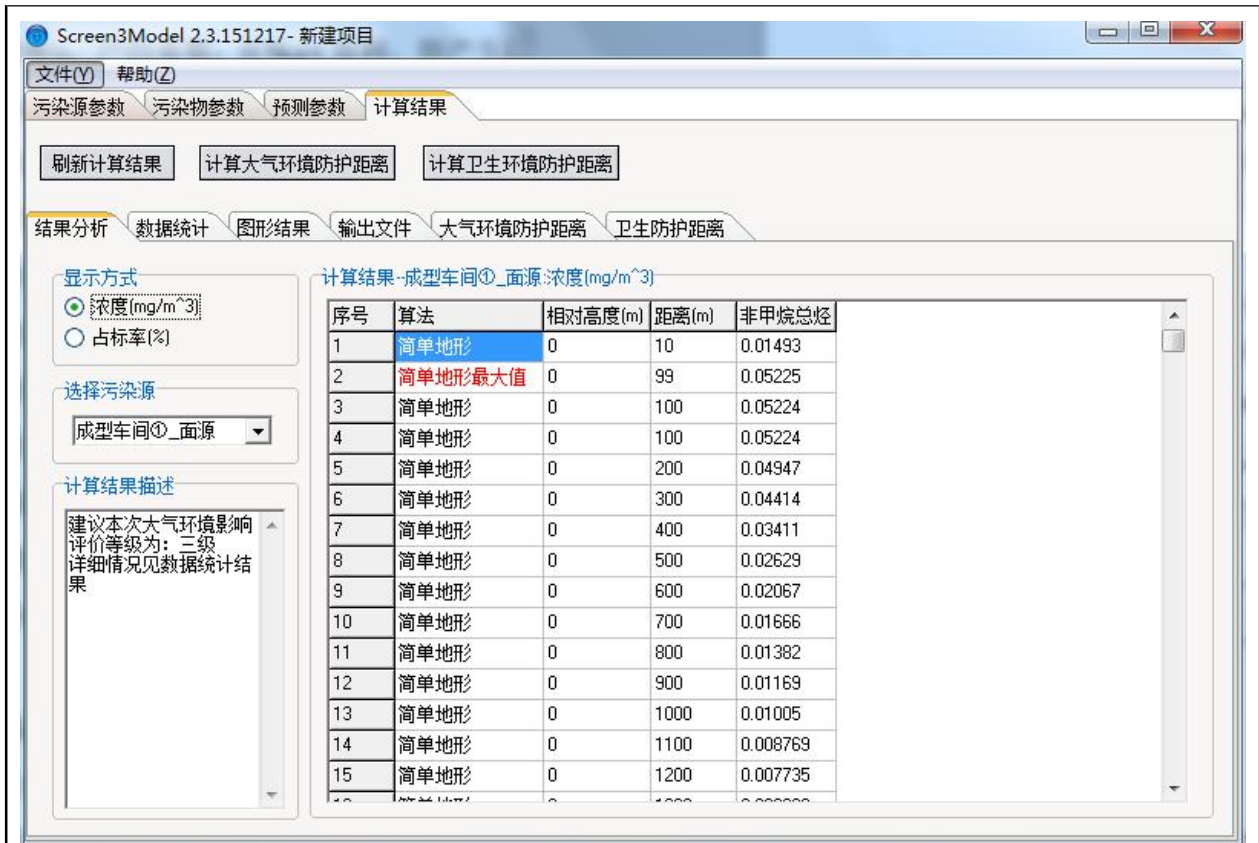 Screen3Model 2.3.151217- 新建项目
文件(Y) 帮助(Z)
污染源参数 污染物参数 预测参数 计算结果
刷新计算结果 计算大气环境防护距离 计算卫生环境防护距离
结果分析 数据统计 图形结果 输出文件 大气环境防护距离 卫生防护距离
显示方式
浓度(mg/m^3)
占标率(%)
选择污染源
成型车间①_面源
计算结果描述
建议本次大气环境影响
评价等级为: 三级
详细情况见数据统计结
果
计算结果--成型车间①_面源:浓度(mg/m^3)
序号 算法 相对高度(m) 距离(m) 非甲烷总烃
1 简单地形 0 10 0.01493
2 简单地形最大值 0 99 0.05225
3 简单地形 0 100 0.05224
4 简单地形 0 100 0.05224
5 简单地形 0 200 0.04947
6 简单地形 0 300 0.04414
7 简单地形 0 400 0.03411
8 简单地形 0 500 0.02629
9 简单地形 0 600 0.02067
10 简单地形 0 700 0.01666
11 简单地形 0 800 0.01382
12 简单地形 0 900 0.01169
13 简单地形 0 1000 0.01005
14 简单地形 0 1100 0.008769
15 简单地形 0 1200 0.007735